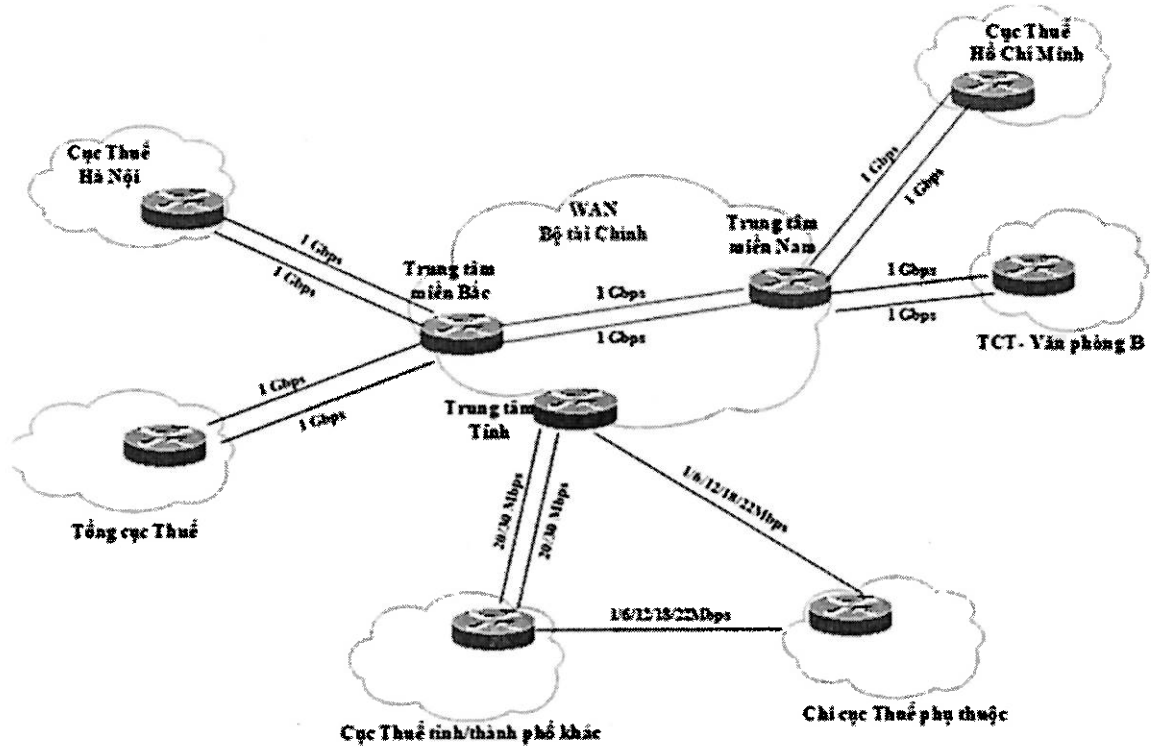 Cục Thuế
Hồ Chí Minh
Cục Thuế
Hà Nội
1 Gbps
1 Gbps
WAN
Bộ tài Chính
Trung tâm
miền Nam
1 Gbps
1 Gbps
Trung tâm
miền Bắc
1 Gbps
1 Gbps
1 Gbps
1 Gbps
TCT - Văn phòng B
1 Gbps
1 Gbps
Trung tâm
Tỉnh
Tổng cục Thuế
20/30 Mbps
20/30 Mbps
1/6/12/18/22Mbps
1/6/12/18/22Mbps
Chi cục Thuế phụ thuộc
Cục Thuế tỉnh/thành phố khác